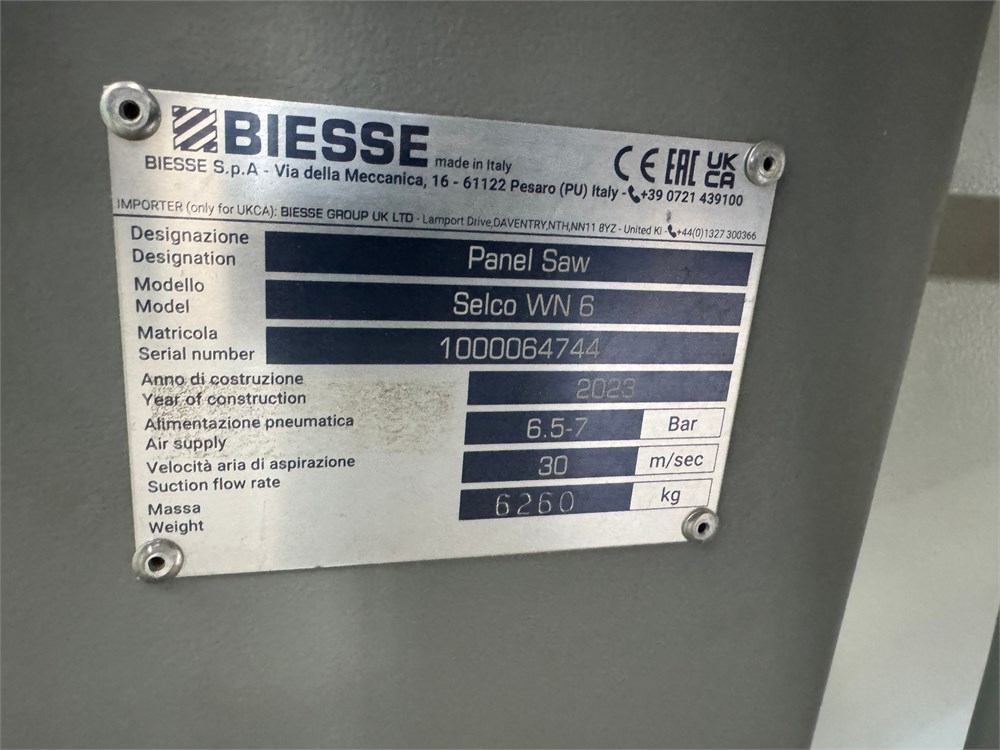 BIESSE made in Italy CE EAC UK CA
BIESSE S.p.A - Via della Meccanica, 16 - 61122 Pesaro (PU) Italy - +39 0721 439100
IMPORTER (only for UKCA): BIESSE GROUP UK LTD - Lamport Drive,DAVENTRY,NTH,NN11 8YZ - United Ki - +44(0)1327 300366
Designazione
Designation Panel Saw
Modello
Model Selco WN 6
Matricola
Serial number 1000064744
Anno di costruzione
Year of construction 2023
Alimentazione pneumatica
Air supply 6.5-7 Bar
Velocità aria di aspirazione
Suction flow rate 30 m/sec
Massa
Weight 6260 kg